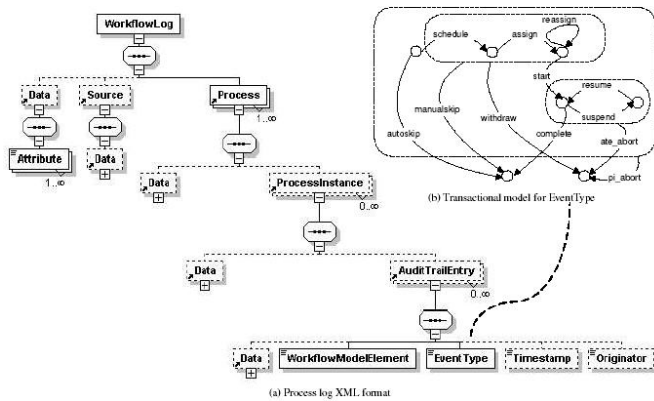 WorkflowLog
Data
Source
Process
1..∞
Attribute
1..∞
Data
Data
ProcessInstance
0..∞
Data
AuditTrailEntry
0..∞
Data
WorkflowModelElement
EventType
Timestamp
Originator
(a) Process log XML format
reassign
schedule
assign
start
resume
suspend
manualskip
withdraw
autoskip
complete
ate_abort
pi_abort
(b) Transactional model for EventType